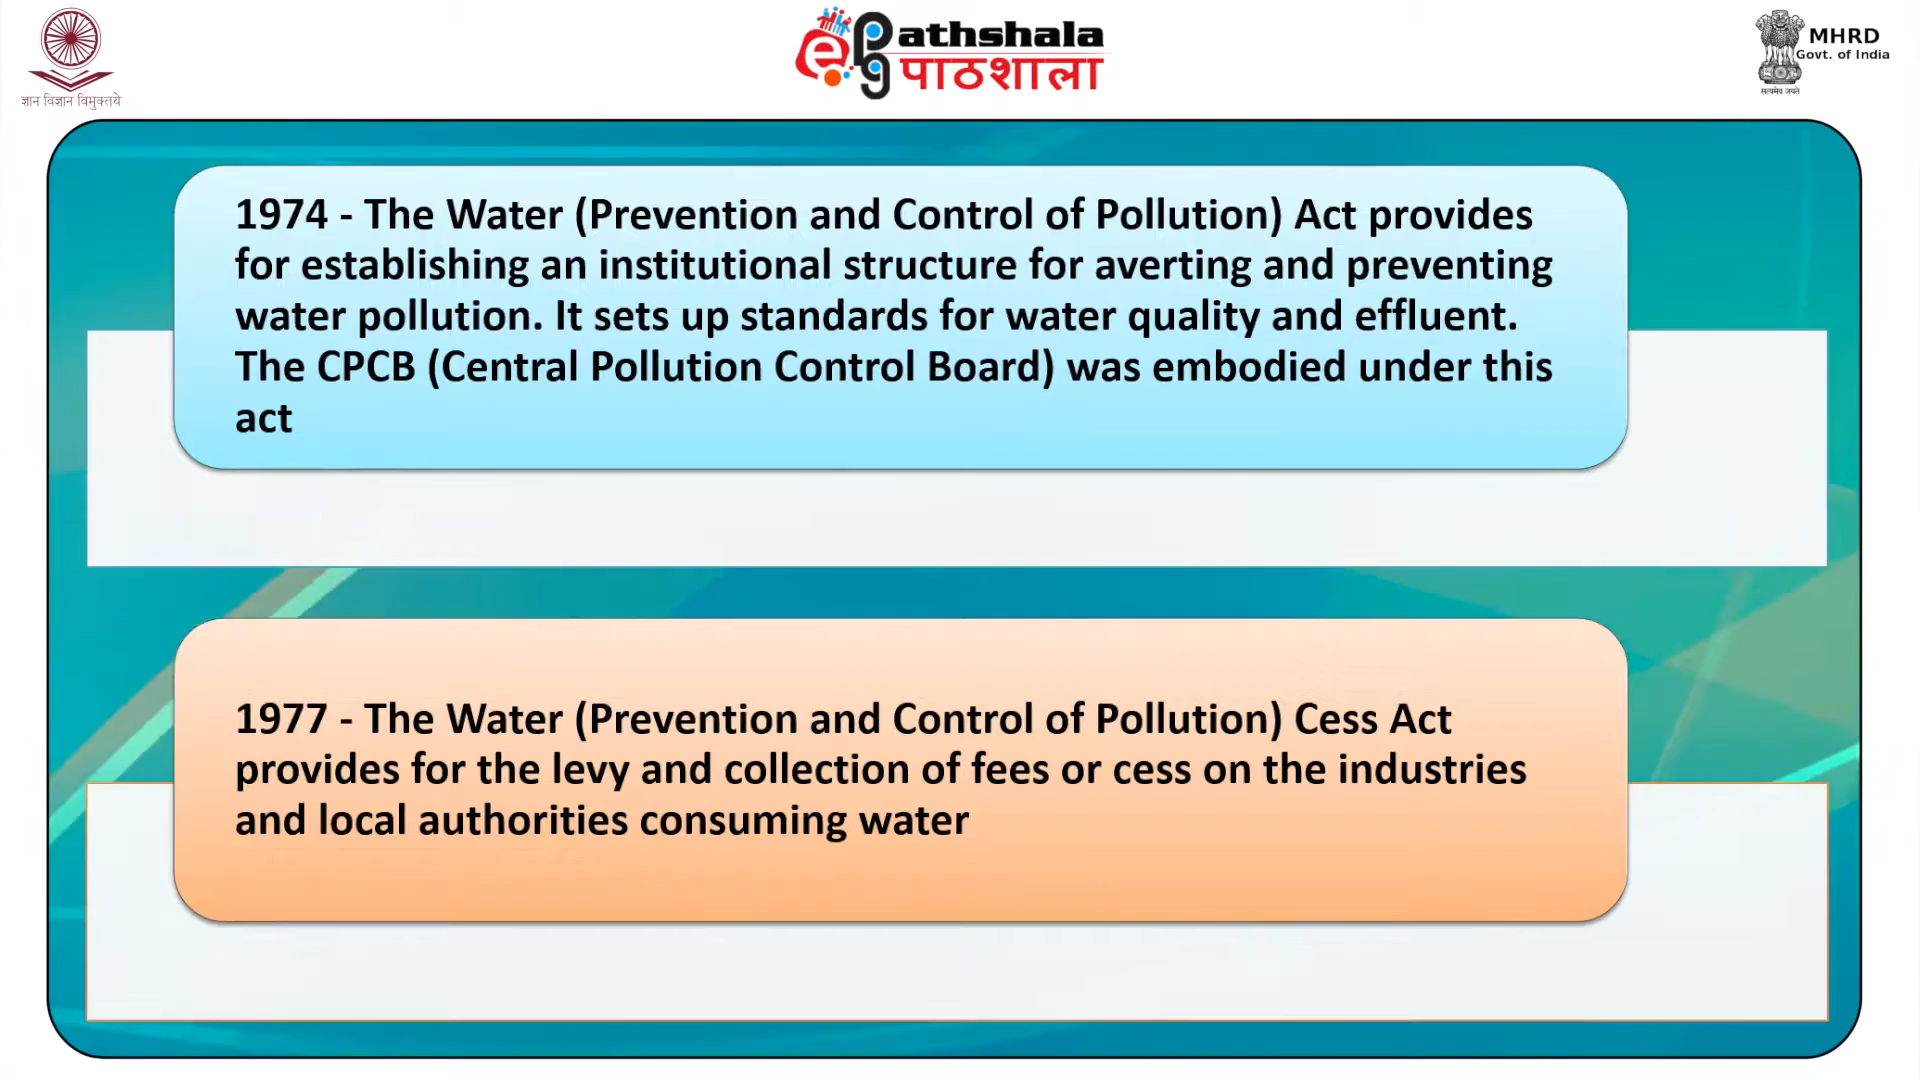 ज्ञान विज्ञान विमुक्तये
e Pg athshala
पाठशाला
MHRD
Govt. of India
सत्यमेव जयते
1974 - The Water (Prevention and Control of Pollution) Act provides
for establishing an institutional structure for averting and preventing
water pollution. It sets up standards for water quality and effluent.
The CPCB (Central Pollution Control Board) was embodied under this
act
1977 - The Water (Prevention and Control of Pollution) Cess Act
provides for the levy and collection of fees or cess on the industries
and local authorities consuming water